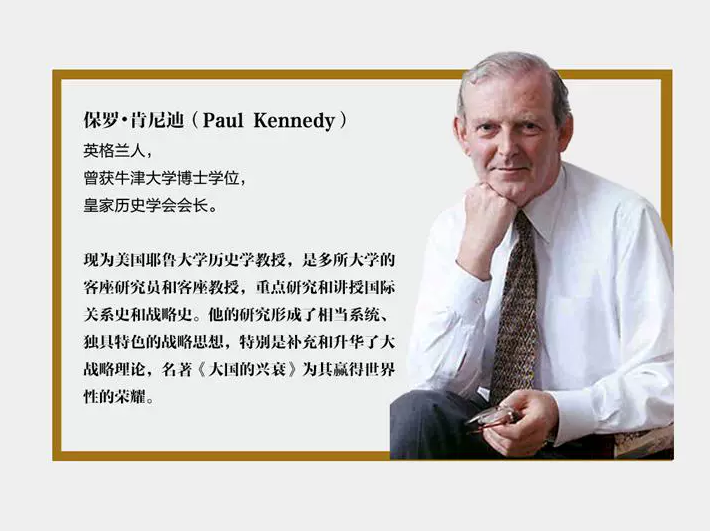 保罗·肯尼迪（Paul Kennedy）
英格兰人，
曾获牛津大学博士学位，
皇家历史学会会长。
现为美国耶鲁大学历史学教授，是多所大学的
客座研究员和客座教授，重点研究和讲授国际
关系史和战略史。他的研究形成了相当系统、
独具特色的战略思想，特别是补充和升华了大
战略理论，名著《大国的兴衰》为其赢得世界
性的荣耀。